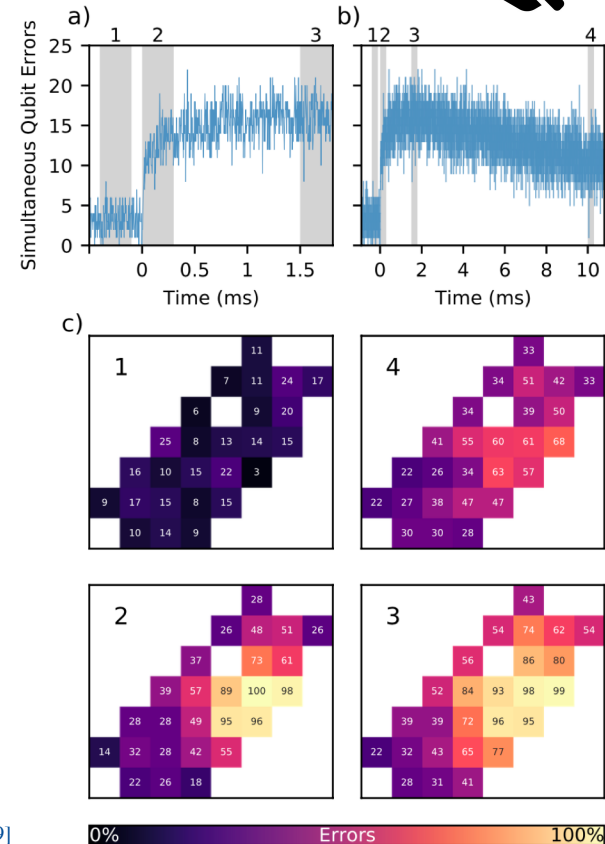 a)
b)
1 2 3
12 3 4
Simultaneous Qubit Errors
25
20
15
10
5
0
0 0.5 1 1.5
0 2 4 6 8 10
Time (ms)
Time (ms)
c)
1
11
7 11 24 17
6 9 20
25 8 13 14 15
16 10 15 22 3
9 17 15 8 15
10 14 9
4
33
34 51 42 33
34 39 50
41 55 60 61 68
22 26 34 63 57
22 27 38 47 47
30 30 28
2
28
26 48 51 26
37 73 61
39 57 89 100 98
28 28 49 95 96
14 32 28 42 55
22 26 18
3
43
54 74 62 54
56 86 80
52 84 93 98 99
39 39 72 96 95
22 32 43 65 77
28 31 41
9]
0% Errors 100%